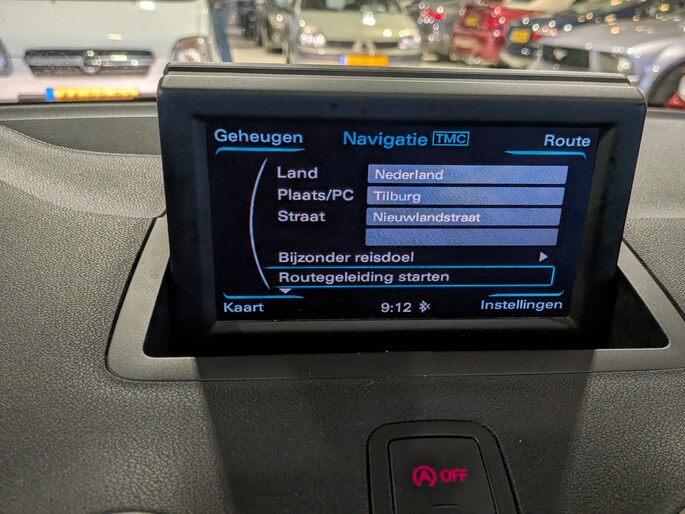 Geheugen Navigatie TMC Route
Land Nederland
Plaats/PC Tilburg
Straat Nieuwlandstraat
Bijzonder reisdoel
Routegeleiding starten
Kaart 9:12 Instellingen
A OFF